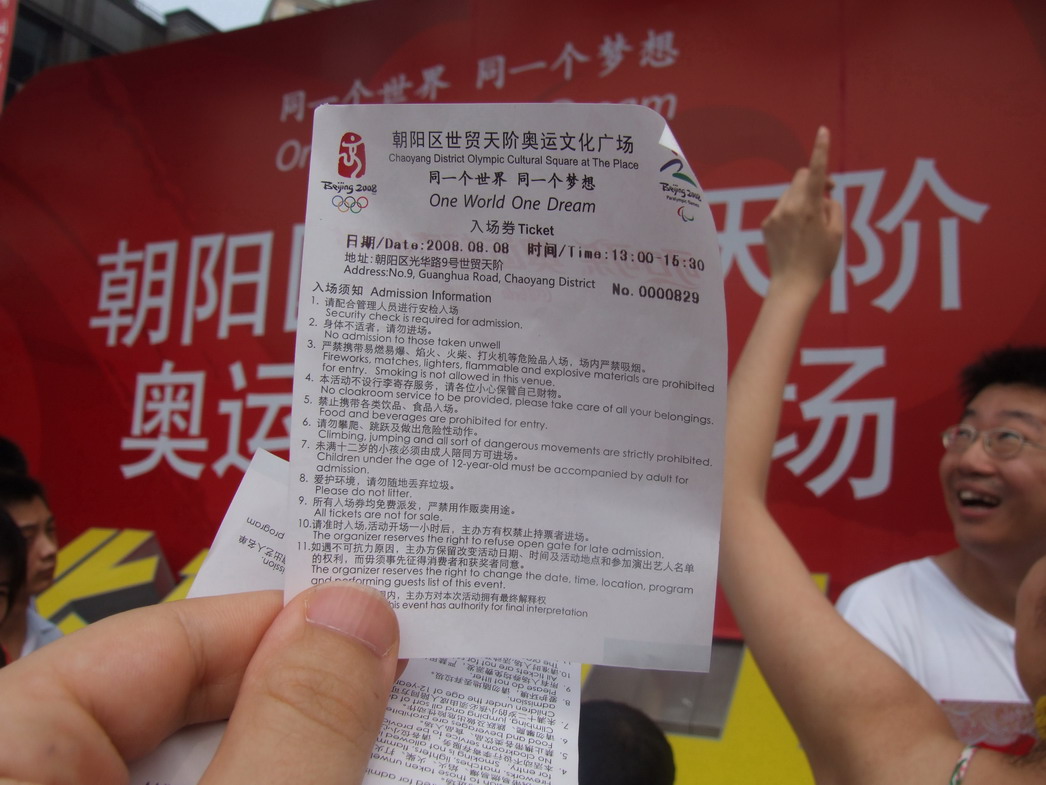 同一个世界 同一个梦想
朝阳
天阶
奥运
场
朝阳区世贸天阶奥运文化广场
Chaoyang District Olympic Cultural Square at The Place
同一个世界 同一个梦想
One World One Dream
Beijing 2008
Beijing 2008
Paralympic Games
入场券Ticket
日期/Date:2008.08.08 时间/Time:13:00-15:30
地址:朝阳区光华路9号世贸天阶
Address:No.9, Guanghua Road, Chaoyang District
No.0000829
入场须知 Admission Information
1. 请配合管理人员进行安检入场
Security check is required for admission.
2. 身体不适者，请勿进场。
No admission to those taken unwell
3. 严禁携带易燃易爆、焰火、火柴、打火机等危险品入场，场内严禁吸烟。
Fireworks, matches, lighters, flammable and explosive materials are prohibited
for entry. Smoking is not allowed in this venue.
4. 本活动不设行李寄存服务，请各位小心保管自己财物。
No cloakroom service to be provided, please take care of all your belongings.
5. 禁止携带各类饮品、食品入场。
Food and beverages are prohibited for entry.
6. 请勿攀爬、跳跃及做出危险性动作。
Climbing, jumping and all sort of dangerous movements are strictly prohibited.
7. 未满十二岁的小孩必须由成人陪同方可进场。
Children under the age of 12-year-old must be accompanied by adult for
admission.
8. 爱护环境，请勿随地丢弃垃圾。
Please do not litter.
9. 所有入场券均免费派发，严禁用作贩卖用途。
All tickets are not for sale.
10.请准时入场,活动开场一小时后，主办方有权禁止持票者进场。
The organizer reserves the right to refuse open gate for late admission.
11.如遇不可抗力原因，主办方保留改变活动日期、时间及活动地点和参加演出艺人名单
的权利，而毋须事先征得消费者和获奖者同意。
The organizer reserves the right to change the date, time, location, program
and performing guests list of this event.
内，主办方对本次活动拥有最终解释权
his event has authority for final interpretation